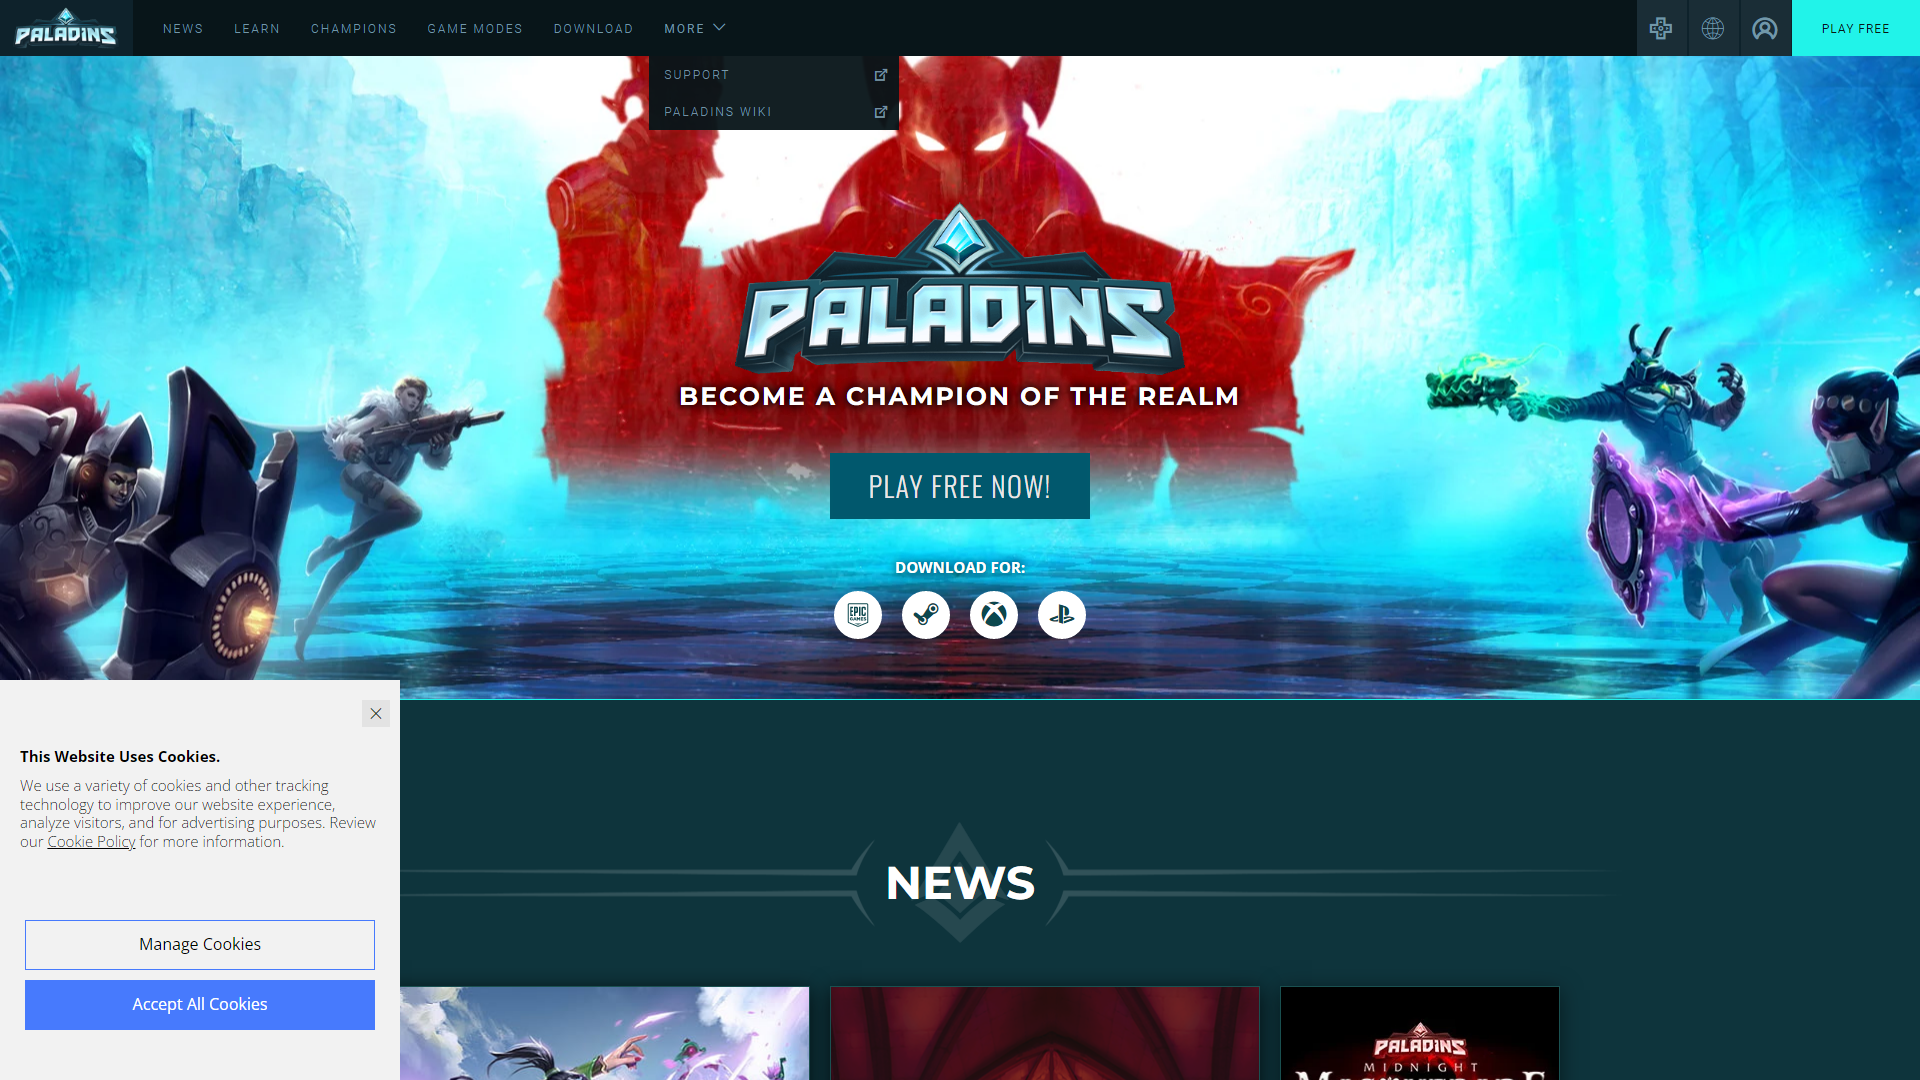 PALADINS
NEWS
LEARN
CHAMPIONS
GAME MODES
DOWNLOAD
MORE
PLAY FREE
SUPPORT
PALADINS WIKI
PALADINS
BECOME A CHAMPION OF THE REALM
PLAY FREE NOW!
DOWNLOAD FOR:
EPIC
GAMES
This Website Uses Cookies.
We use a variety of cookies and other tracking
technology to improve our website experience,
analyze visitors, and for advertising purposes. Review
our Cookie Policy for more information.
Manage Cookies
Accept All Cookies
NEWS
PALADINS
MIDNIGHT